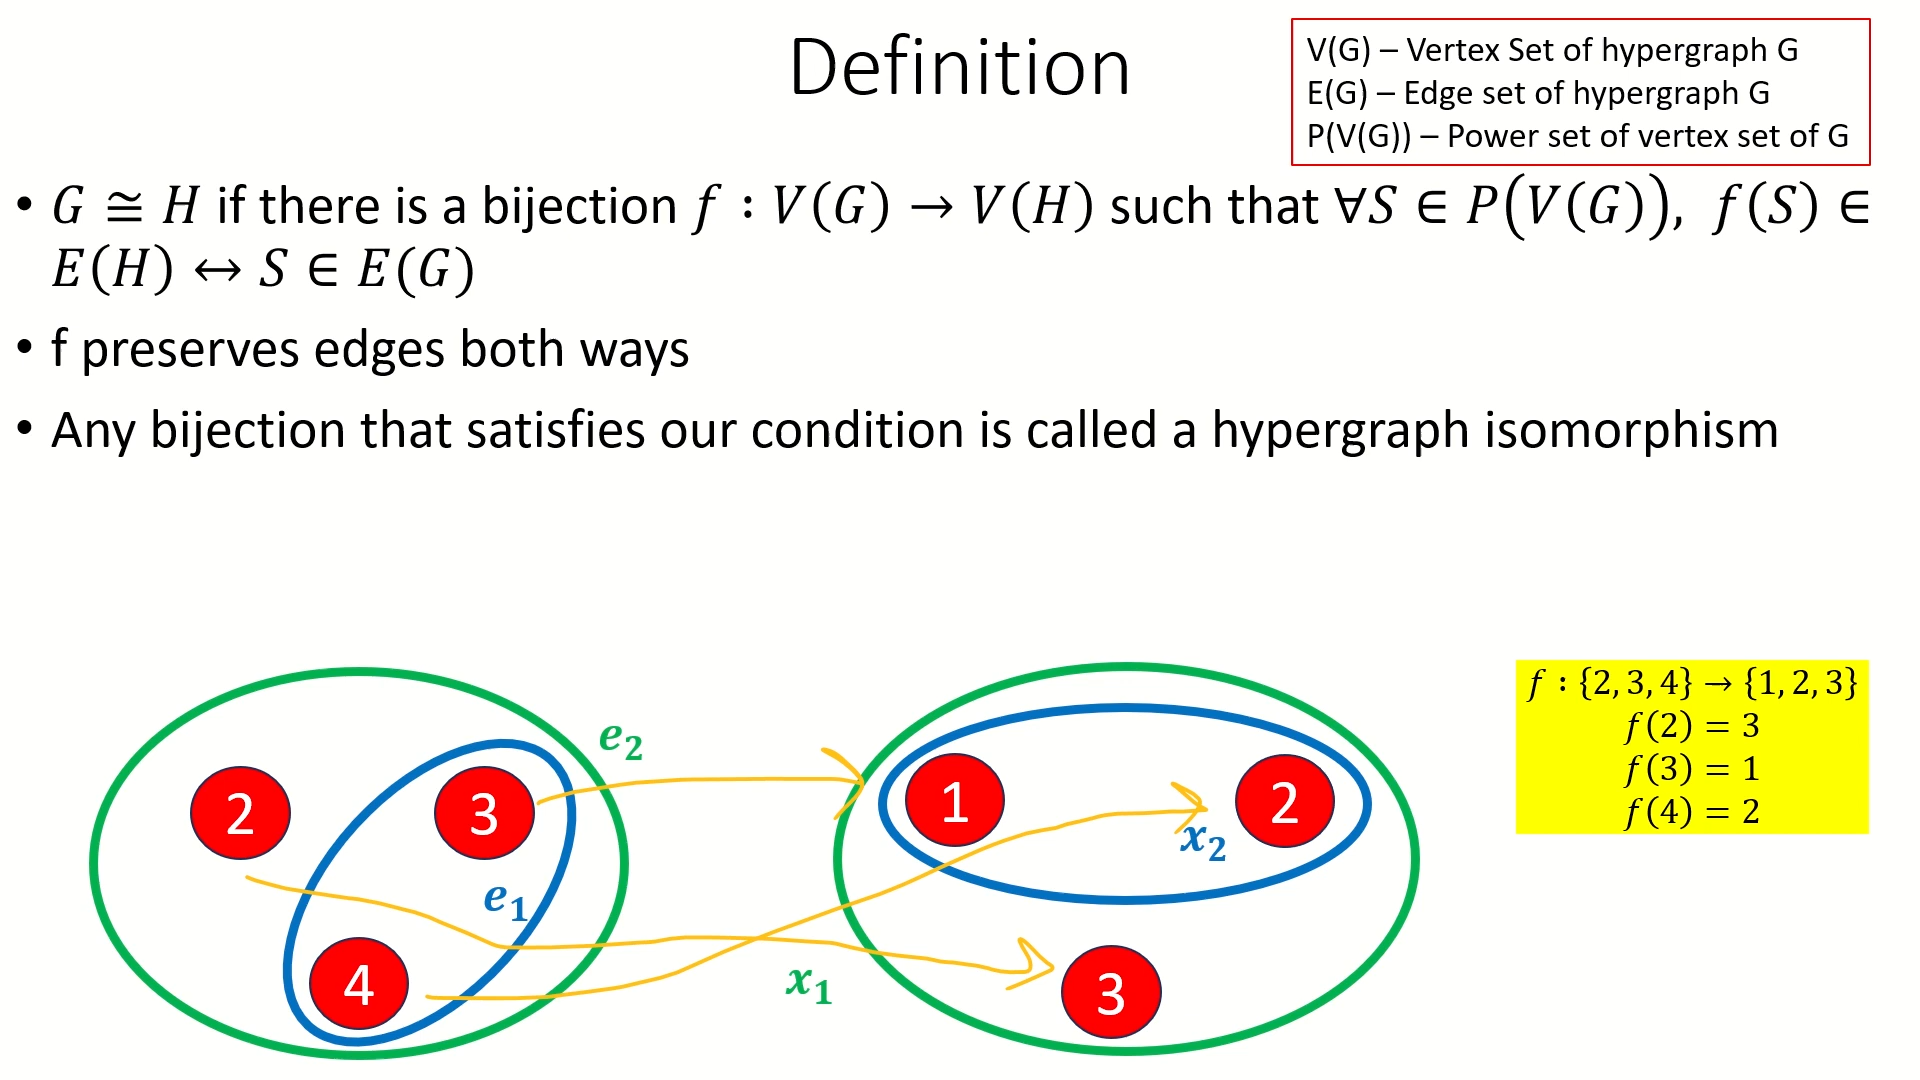 Definition
V(G) – Vertex Set of hypergraph G
E(G) – Edge set of hypergraph G
P(V(G)) – Power set of vertex set of G
• G ≅ H if there is a bijection f : V(G) → V(H) such that ∀S ∈ P(V(G)), f(S) ∈
E(H) ↔ S ∈ E(G)
• f preserves edges both ways
• Any bijection that satisfies our condition is called a hypergraph isomorphism
e₂
2
3
e₁
4
1
2
x₂
x₁
3
f : {2, 3, 4} → {1, 2, 3}
f(2) = 3
f(3) = 1
f(4) = 2